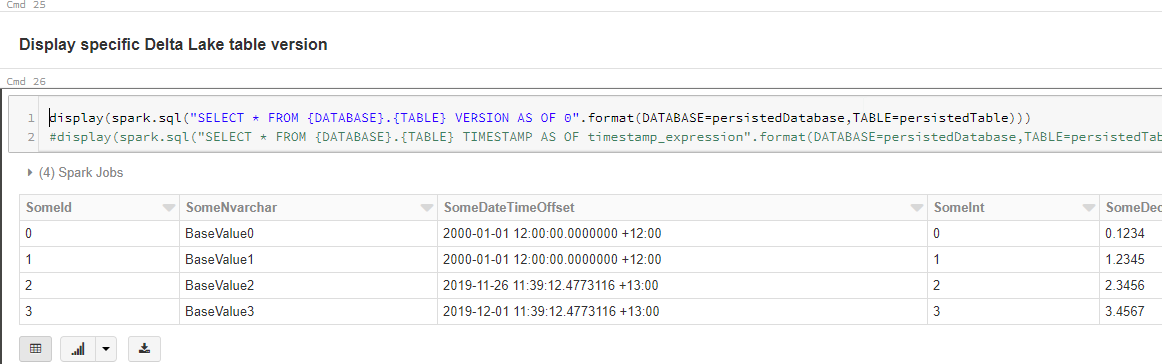 Cmd 25
Display specific Delta Lake table version
Cmd 26
1 display(spark.sql("SELECT * FROM {DATABASE}.{TABLE} VERSION AS OF 0".format(DATABASE=persistedDatabase,TABLE=persistedTable)))
2 #display(spark.sql("SELECT * FROM {DATABASE}.{TABLE} TIMESTAMP AS OF timestamp_expression".format(DATABASE=persistedDatabase,TABLE=persistedTab
(4) Spark Jobs
SomeId SomeNvarchar SomeDateTimeOffset SomeInt SomeDec
0 BaseValue0 2000-01-01 12:00:00.0000000 +12:00 0 0.1234
1 BaseValue1 2000-01-01 12:00:00.0000000 +12:00 1 1.2345
2 BaseValue2 2019-11-26 11:39:12.4773116 +13:00 2 2.3456
3 BaseValue3 2019-12-01 11:39:12.4773116 +13:00 3 3.4567